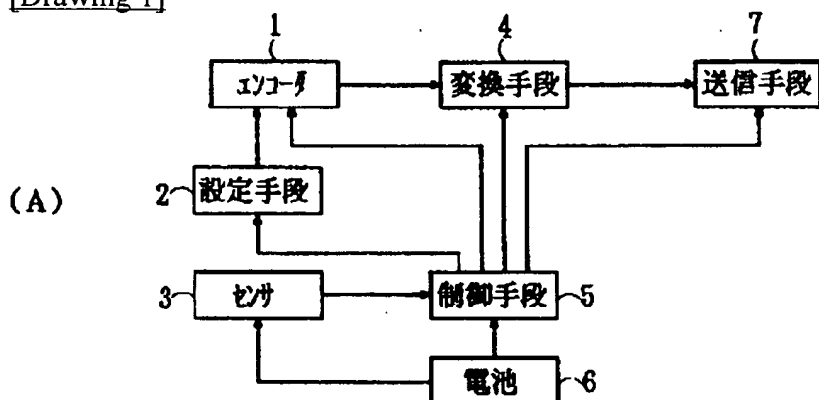 [Drawing 1]
1 4 7
エンコーダ 変換手段 送信手段
(A) 2 設定手段
3 センサ 制御手段 5
電池 6